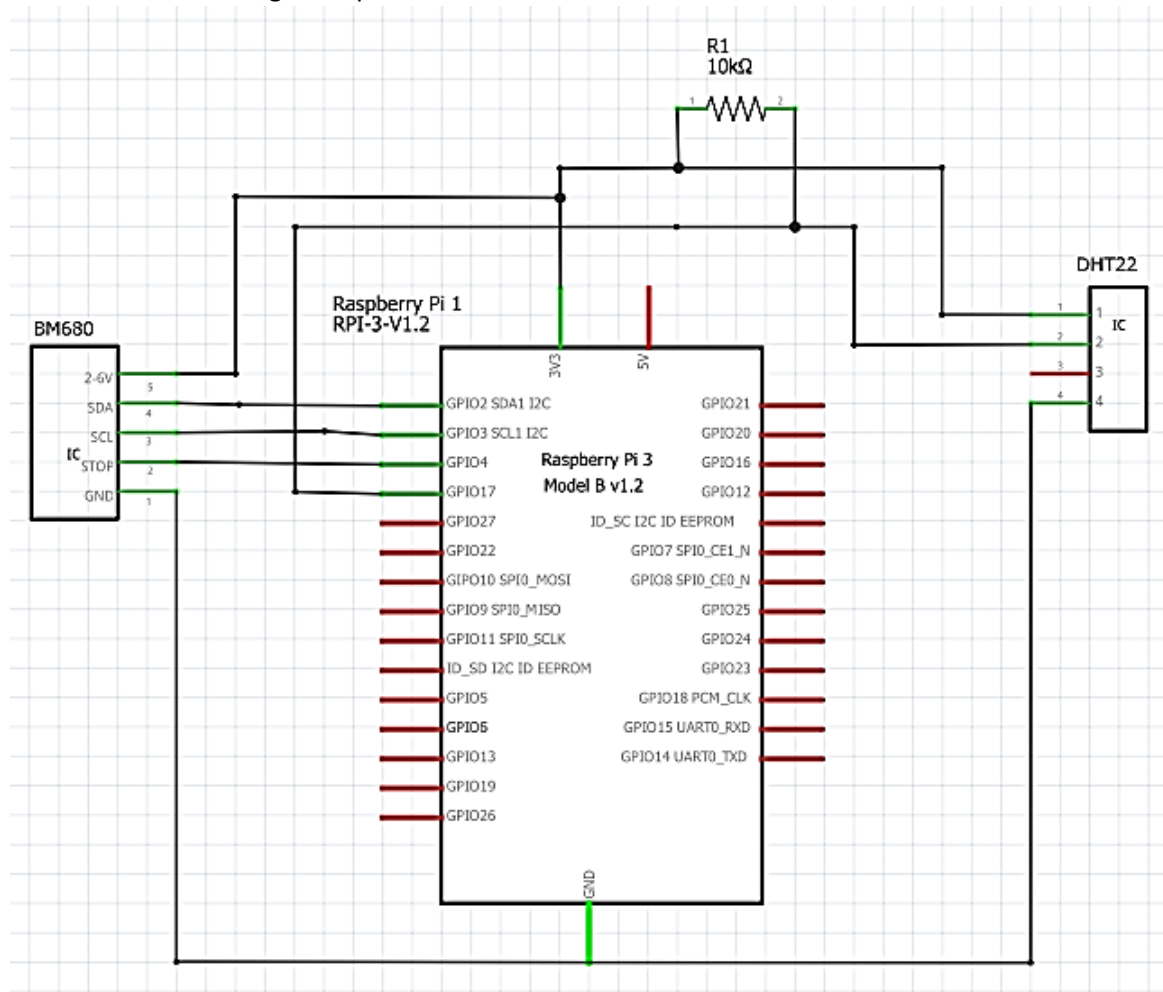 R1
10kΩ
1 2
DHT22
Raspberry Pi 1
RPI-3-V1.2
BM680
3V3
5V
1 1
IC
2 2
3 3
4 4
2-6V 5
SDA 4
SCL 3
IC
STOP 2
GND 1
GPIO2 SDA1 I2C
GPIO3 SCL1 I2C
GPIO4
GPIO17
GPIO27
GPIO22
GIPO10 SPI0_MOSI
GPIO9 SPI0_MISO
GPIO11 SPI0_SCLK
ID_SD I2C ID EEPROM
GPIO5
GPIO6
GPIO13
GPIO19
GPIO26
Raspberry Pi 3
Model B v1.2
GPIO21
GPIO20
GPIO16
GPIO12
ID_SC I2C ID EEPROM
GPIO7 SPI0_CE1_N
GPIO8 SPI0_CE0_N
GPIO25
GPIO24
GPIO23
GPIO18 PCM_CLK
GPIO15 UART0_RXD
GPIO14 UART0_TXD
GND